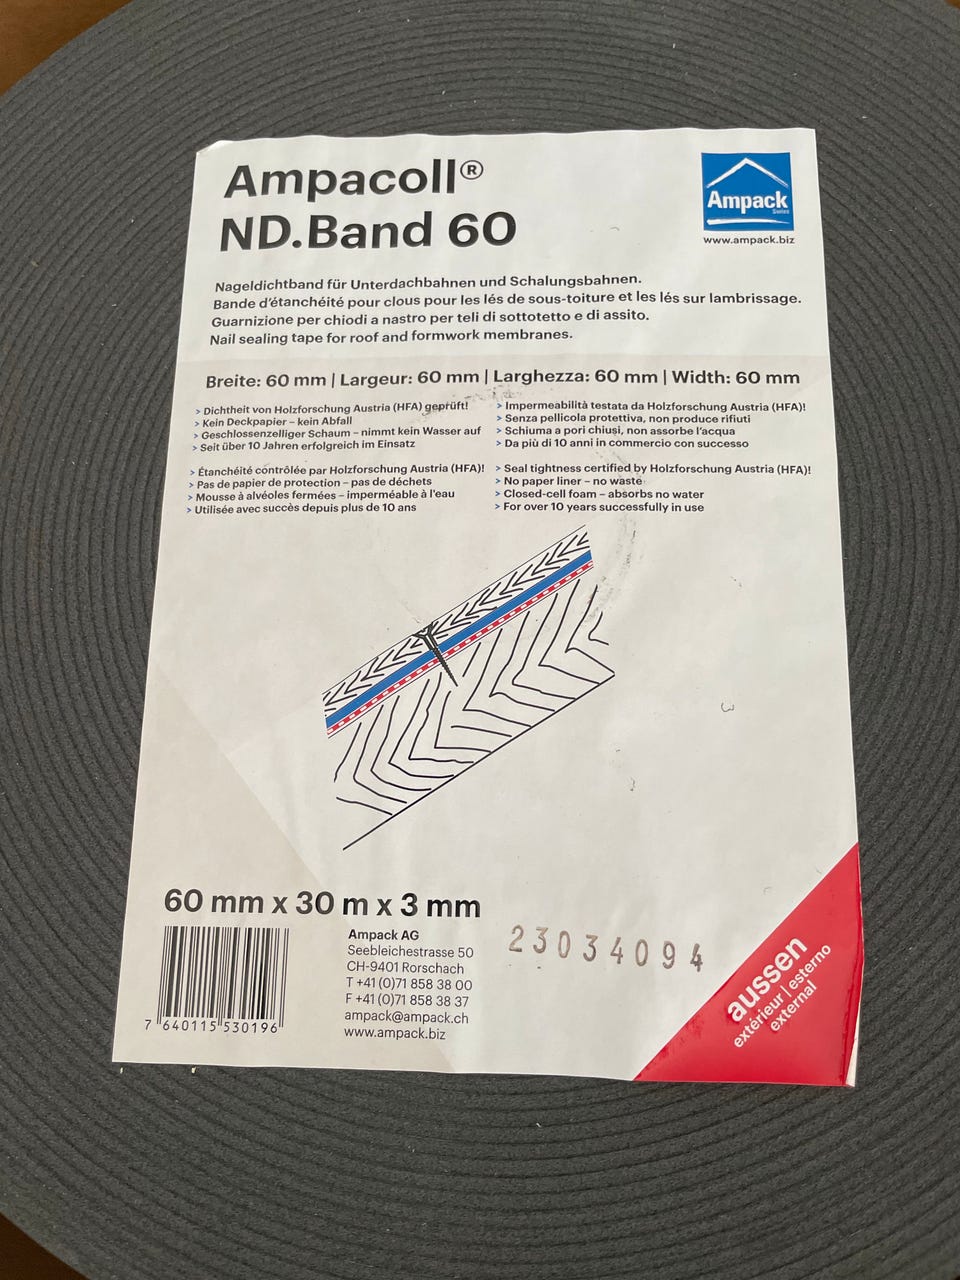 Ampacoll®
ND.Band 60
Ampack
Swiss
www.ampack.biz
Nageldichtband für Unterdachbahnen und Schalungsbahnen.
Bande d'étanchéité pour clous pour les lés de sous-toiture et les lés sur lambrissage.
Guarnizione per chiodi a nastro per teli di sottotetto e di assito.
Nail sealing tape for roof and formwork membranes.
Breite: 60 mm | Largeur: 60 mm | Larghezza: 60 mm | Width: 60 mm
> Dichtheit von Holzforschung Austria (HFA) geprüft!
> Kein Deckpapier – kein Abfall
> Geschlossenzelliger Schaum – nimmt kein Wasser auf
> Seit über 10 Jahren erfolgreich im Einsatz
> Impermeabilità testata da Holzforschung Austria (HFA)!
> Senza pellicola protettiva, non produce rifiuti
> Schiuma a pori chiusi, non assorbe l'acqua
> Da più di 10 anni in commercio con successo
> Étanchéité contrôlée par Holzforschung Austria (HFA)!
> Pas de papier de protection – pas de déchets
> Mousse à alvéoles fermées – imperméable à l'eau
> Utilisée avec succès depuis plus de 10 ans
> Seal tightness certified by Holzforschung Austria (HFA)!
> No paper liner – no waste
> Closed-cell foam – absorbs no water
> For over 10 years successfully in use
60 mm x 30 m x 3 mm
7 640115 530196
Ampack AG
Seebleichestrasse 50
CH-9401 Rorschach
T +41 (0)71 858 38 00
F +41 (0)71 858 38 37
ampack@ampack.ch
www.ampack.biz
23034094
aussen
extérieur | esterno
external